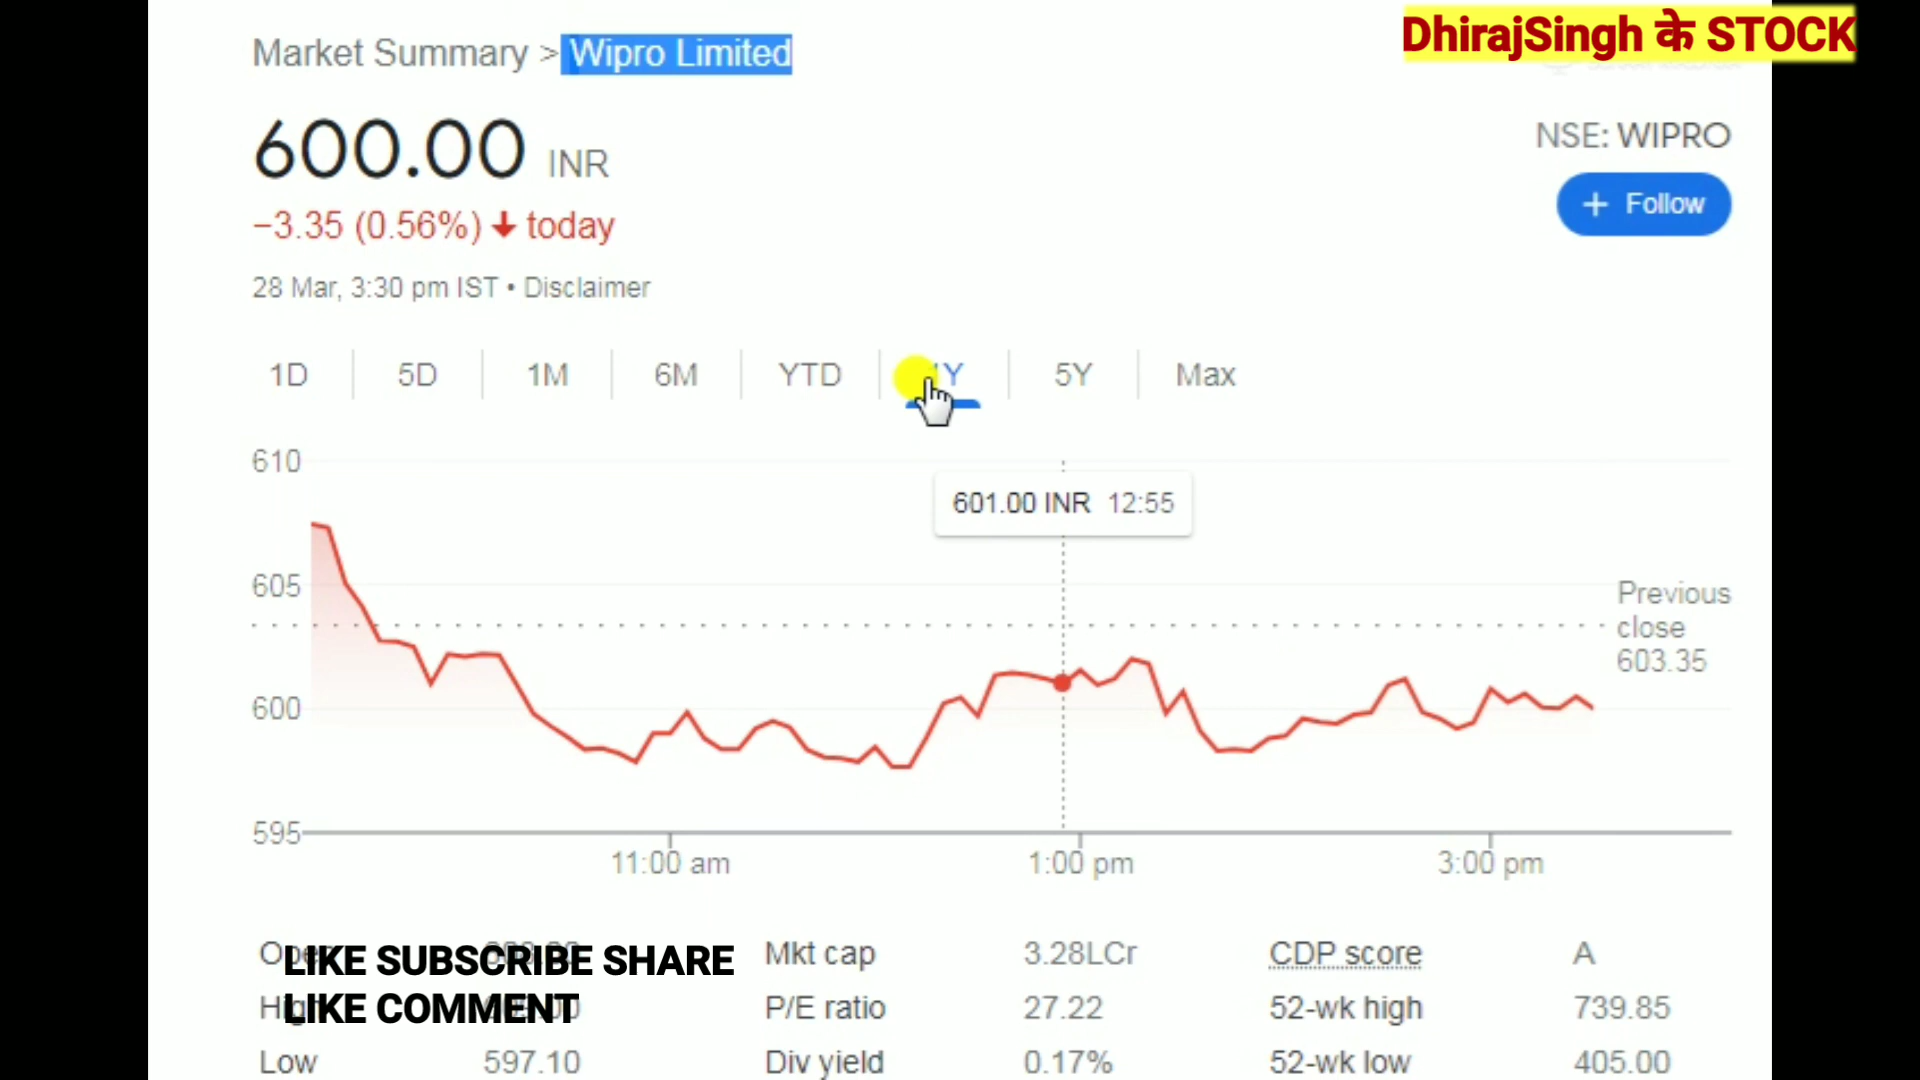 DhirajSingh के STOCK
Market Summary > Wipro Limited
600.00 INR
NSE: WIPRO
+ Follow
−3.35 (0.56%) today
28 Mar, 3:30 pm IST • Disclaimer
1D 5D 1M 6M YTD 5Y Max
610
601.00 INR 12:55
605
Previous
close
603.35
600
595
11:00 am 1:00 pm 3:00 pm
Mkt cap 3.28LCr CDP score A
LIKE SUBSCRIBE SHARE
LIKE COMMENT
P/E ratio 27.22 52-wk high 739.85
Low 597.10 Div yield 0.17% 52-wk low 405.00